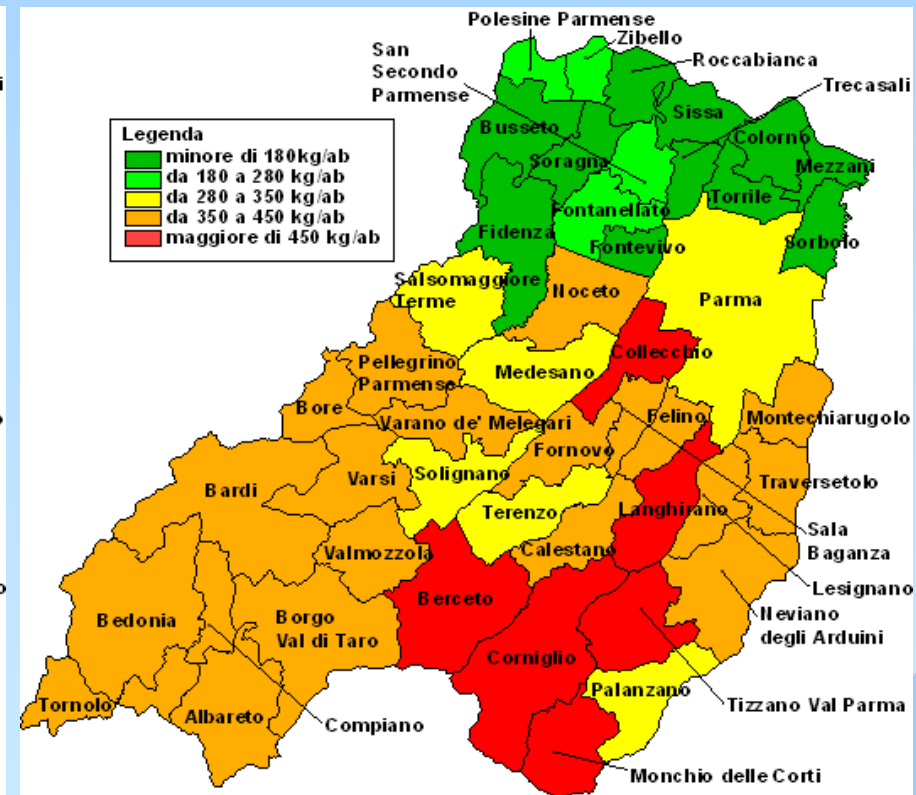 Polesine Parmense
Zibello
San
Secondo
Parmense
Roccabianca
Trecasali
Legenda
minore di 180kg/ab
da 180 a 280 kg/ab
da 280 a 350 kg/ab
da 350 a 450 kg/ab
maggiore di 450 kg/ab
Busseto
Sissa
Soragna
Colorno
Mezzani
Torrile
Fontanellato
Fidenza
Fontevivo
Sorbolo
Salsomaggiore
Terme
Noceto
Parma
Collecchio
Pellegrino
Parmense
Medesano
Bore
Varano de' Melegari
Felino
Montechiarugolo
Fornovo
Solignano
Varsi
Bardi
Traversetolo
Terenzo
Langhirano
Sala
Baganza
Valmozzola
Calestano
Lesignano
Berceto
Neviano
degli Arduini
Bedonia
Borgo
Val di Taro
Corniglio
Palanzano
Tornolo
Albareto
Compiano
Tizzano Val Parma
Monchio delle Corti